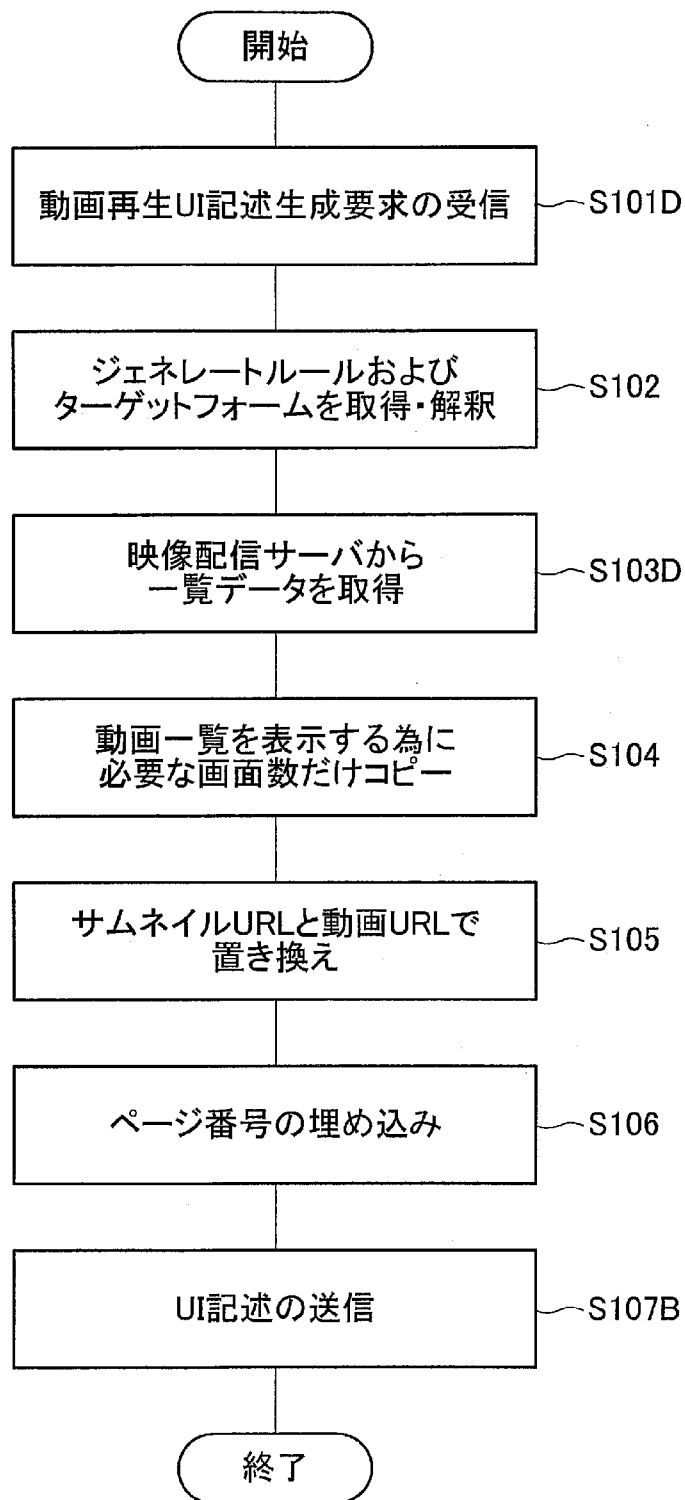 開始
動画再生UI記述生成要求の受信
S101D
ジェネレートルールおよび
ターゲットフォームを取得・解釈
S102
映像配信サーバから
一覧データを取得
S103D
動画一覧を表示する為に
必要な画面数だけコピー
S104
サムネイルURLと動画URLで
置き換え
S105
ページ番号の埋め込み
S106
UI記述の送信
S107B
終了